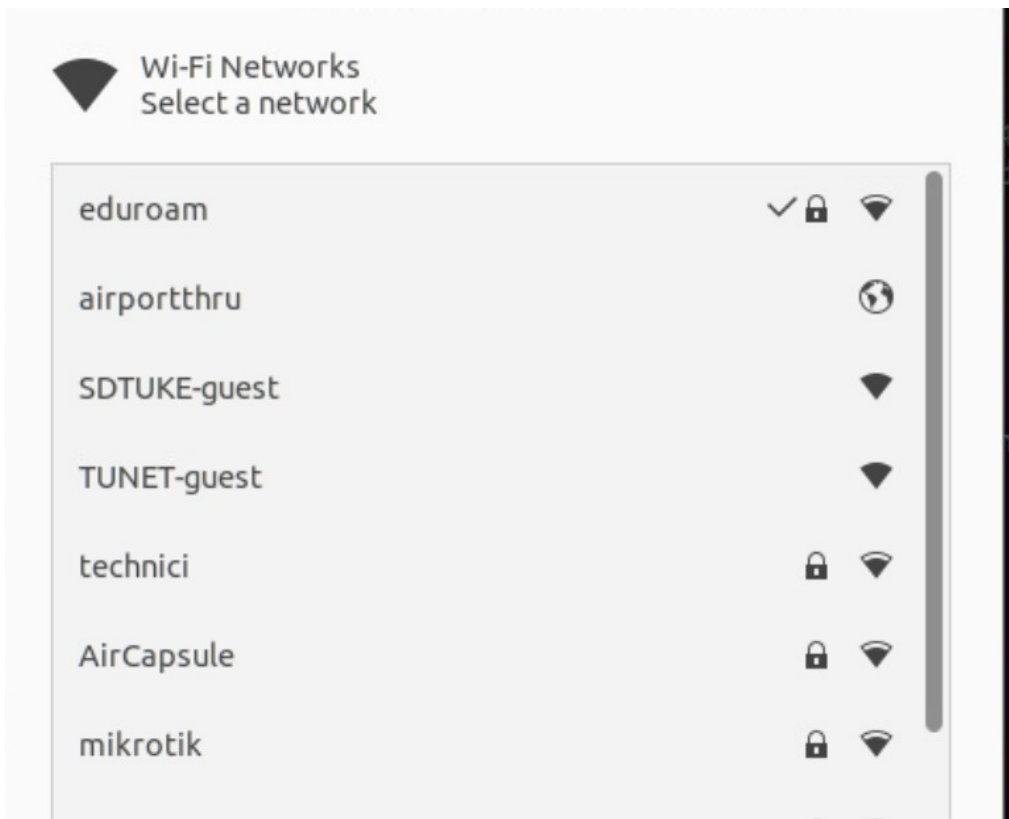 Wi-Fi Networks
Select a network
eduroam
airportthru
SDTUKE-guest
TUNET-guest
technici
AirCapsule
mikrotik